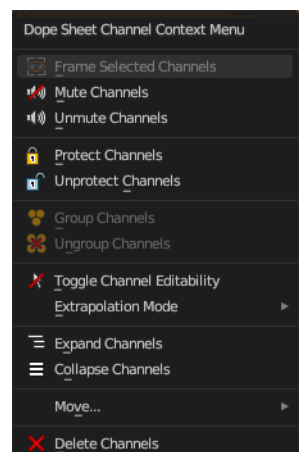 Dope Sheet Channel Context Menu
Frame Selected Channels
Mute Channels
Unmute Channels
Protect Channels
Unprotect Channels
Group Channels
Ungroup Channels
Toggle Channel Editability
Extrapolation Mode
Expand Channels
Collapse Channels
Move...
Delete Channels